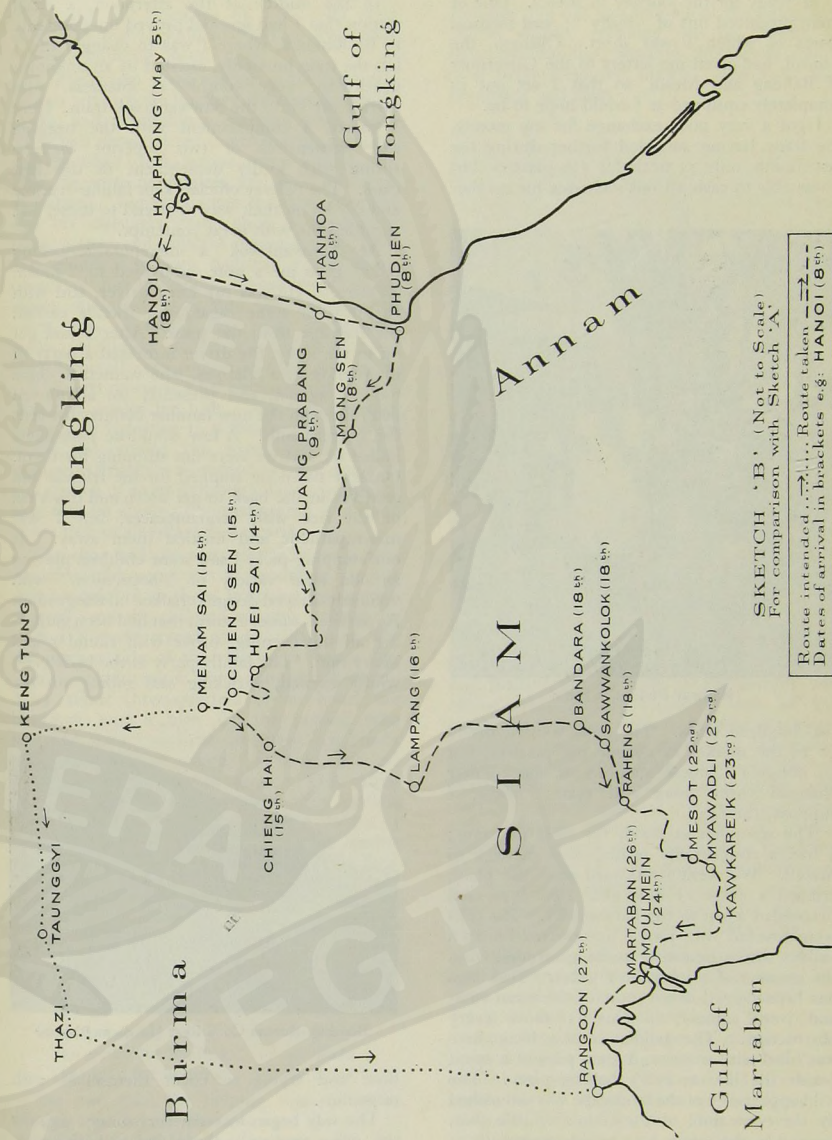 Tongking
Gulf of
Tongking
HAIPHONG (May 5th)
HANOI
(8th)
THANHOA
(8th)
PHUDIEN
(8th)
MONG SEN
(8th)
LUANG PRABANG
(9th)
Annam
HUEI SAI (14th)
CHIENG SEN (15th)
MENAM SAI (15th)
KENG TUNG
TAUNGGYI
THAZI
Burma
CHIENG HAI
(15th)
LAMPANG (16th)
SIAM
BANDARA (18th)
SAWWANKOLOK (18th)
RAHENG (18th)
MESOT (22nd)
MYAWADLI (23rd)
KAWKAREIK (23rd)
MOULMEIN
(24th)
MARTABAN (26th)
RANGOON (27th)
Gulf of
Martaban
SKETCH 'B' (Not to Scale)
For comparison with Sketch 'A'
Route intended ...... Route taken ---
Dates of arrival in brackets e.g: HANOI (8th)
VIENN
ERA
REGT